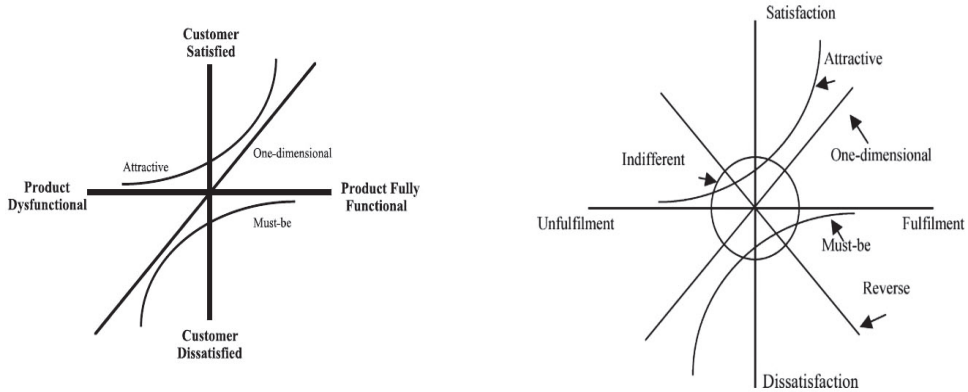 Customer
Satisfied
Attractive
One-dimensional
Product
Dysfunctional
Product Fully
Functional
Must-be
Customer
Dissatisfied
Satisfaction
Attractive
Indifferent
One-dimensional
Unfulfilment
Fulfilment
Must-be
Reverse
Dissatisfaction